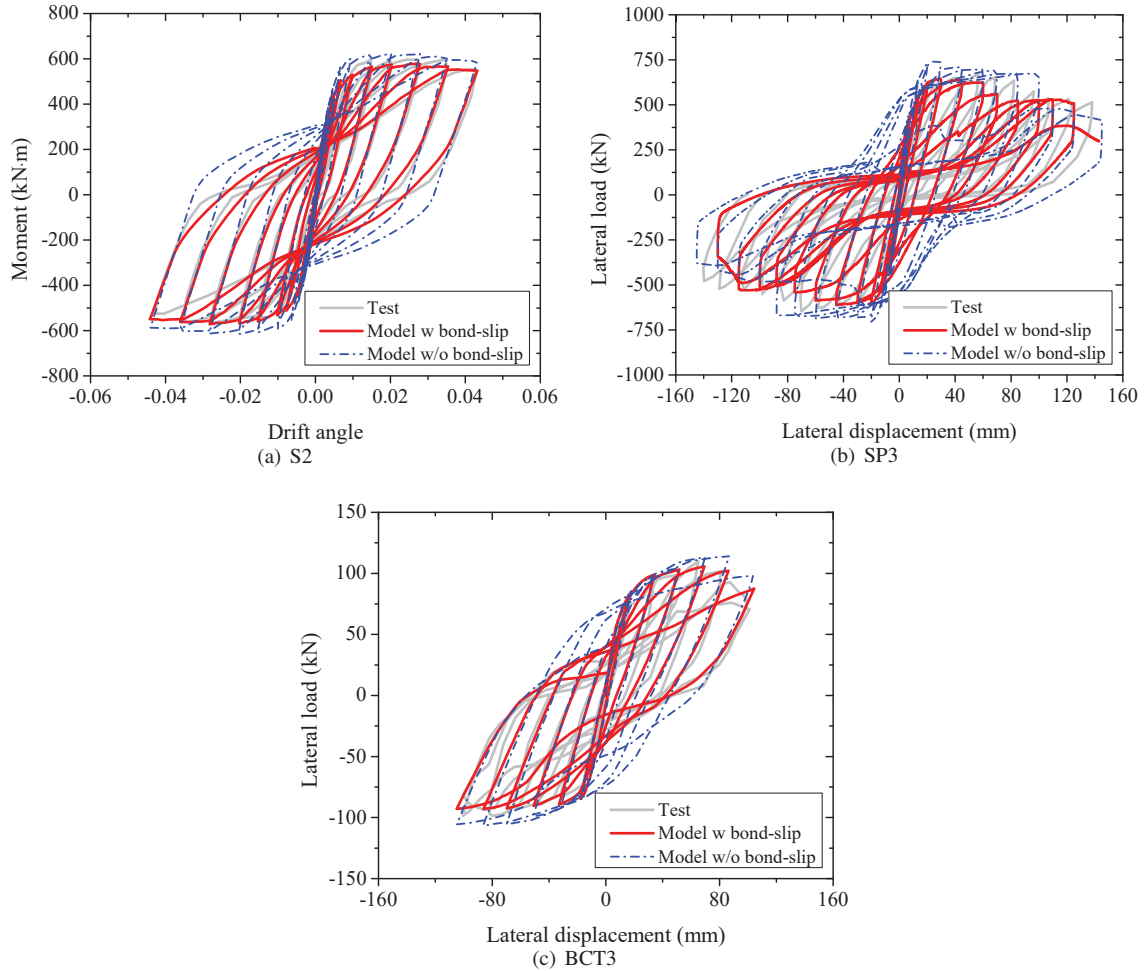 800
600
400
200
0
-200
-400
-600
-800
Moment (kN·m)
-0.06
-0.04
-0.02
0.00
0.02
0.04
0.06
Drift angle
Test
Model w bond-slip
Model w/o bond-slip
(a) S2
1000
750
500
250
0
-250
-500
-750
-1000
Lateral load (kN)
-160
-120
-80
-40
0
40
80
120
160
Lateral displacement (mm)
Test
Model w bond-slip
Model w/o bond-slip
(b) SP3
150
100
50
0
-50
-100
-150
Lateral load (kN)
-160
-80
0
80
160
Lateral displacement (mm)
Test
Model w bond-slip
Model w/o bond-slip
(c) BCT3